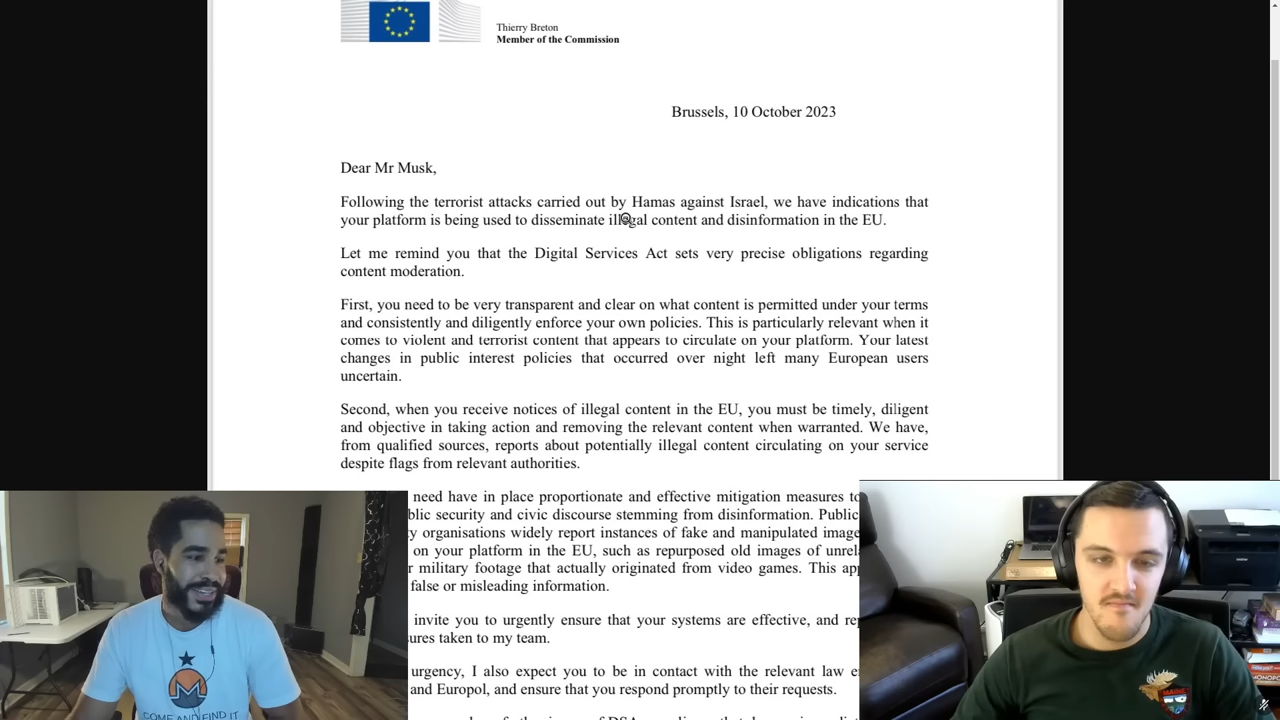 Thierry Breton
Member of the Commission
Brussels, 10 October 2023
Dear Mr Musk,
Following the terrorist attacks carried out by Hamas against Israel, we have indications that
your platform is being used to disseminate illegal content and disinformation in the EU.
Let me remind you that the Digital Services Act sets very precise obligations regarding
content moderation.
First, you need to be very transparent and clear on what content is permitted under your terms
and consistently and diligently enforce your own policies. This is particularly relevant when it
comes to violent and terrorist content that appears to circulate on your platform. Your latest
changes in public interest policies that occurred over night left many European users
uncertain.
Second, when you receive notices of illegal content in the EU, you must be timely, diligent
and objective in taking action and removing the relevant content when warranted. We have,
from qualified sources, reports about potentially illegal content circulating on your service
despite flags from relevant authorities.
need have in place proportionate and effective mitigation measures to
blic security and civic discourse stemming from disinformation. Public
y organisations widely report instances of fake and manipulated image
on your platform in the EU, such as repurposed old images of unrel
r military footage that actually originated from video games. This app
false or misleading information.
invite you to urgently ensure that your systems are effective, and rep
sures taken to my team.
urgency, I also expect you to be in contact with the relevant law e
and Europol, and ensure that you respond promptly to their requests.
COME AND FIND IT
MAINE
MONOPO